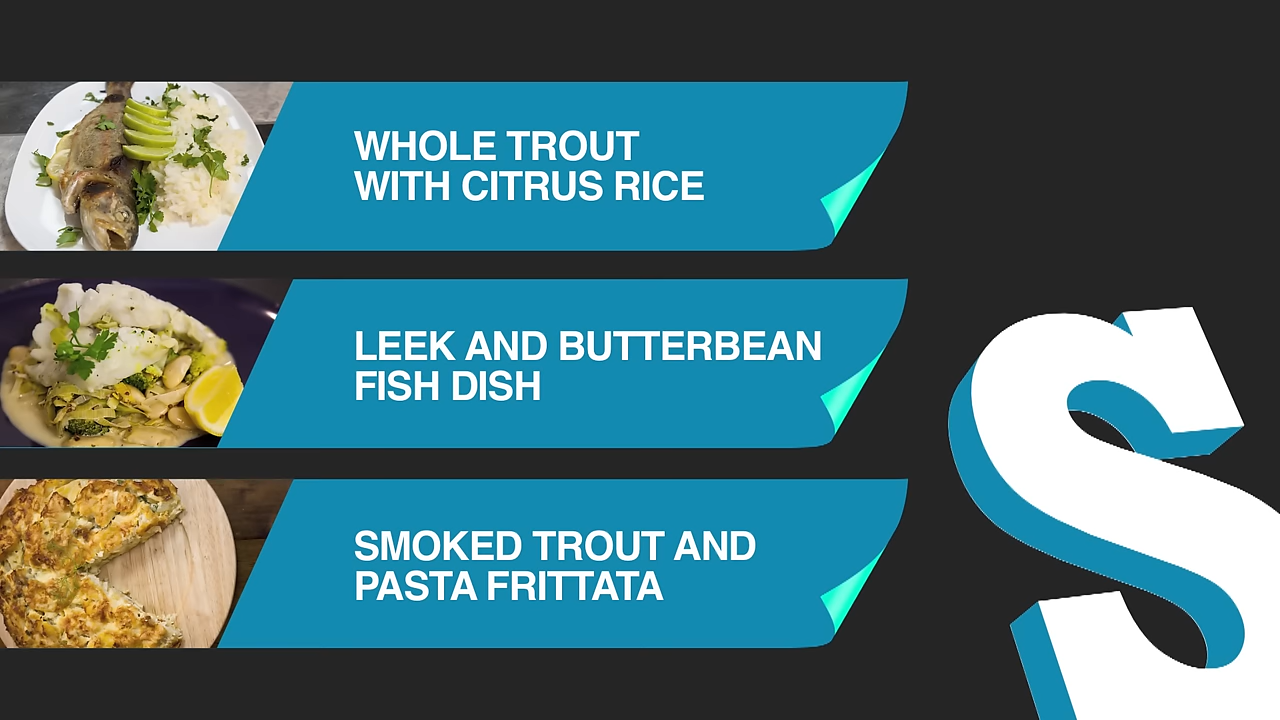 WHOLE TROUT
WITH CITRUS RICE
LEEK AND BUTTERBEAN
FISH DISH
SMOKED TROUT AND
PASTA FRITTATA
S